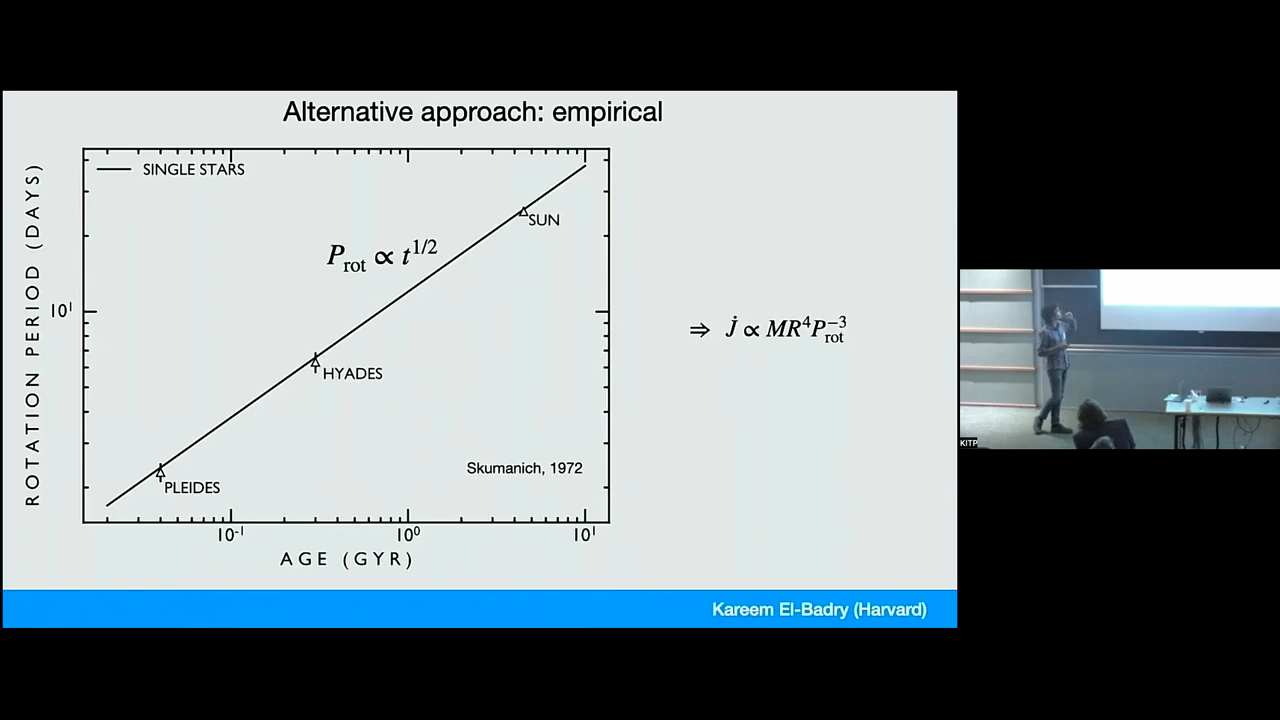 Alternative approach: empirical
SINGLE STARS
ROTATION PERIOD (DAYS)
10¹
P_rot ∝ t^{1/2}
SUN
HYADES
PLEIDES
Skumanich, 1972
10⁻¹ 10⁰ 10¹
AGE (GYR)
⇒ J̇ ∝ MR⁴P_rot⁻³
Kareem El-Badry (Harvard)
KITP